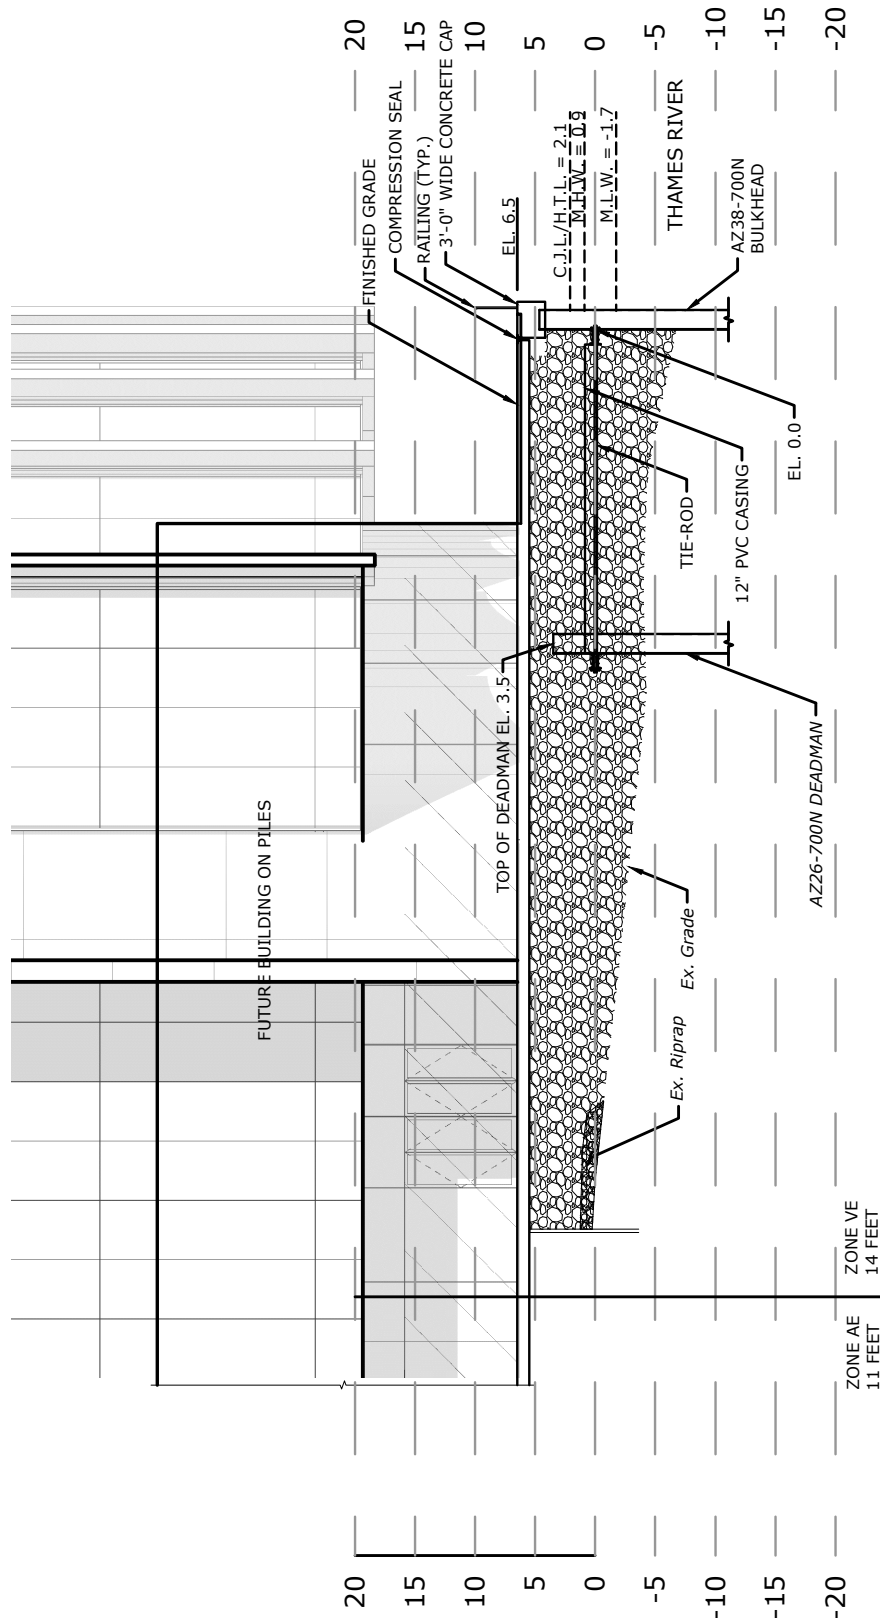 20
15
10
5
0
-5
-10
-15
-20
FINISHED GRADE
COMPRESSION SEAL
RAILING (TYP.)
3'-0" WIDE CONCRETE CAP
EL. 6.5
C.J.L./H.T.L. = 2.1
M.H.W. = 0.9
M.L.W. = -1.7
THAMES RIVER
AZ38-700N
BULKHEAD
EL. 0.0
12" PVC CASING
TIE-ROD
TOP OF DEADMAN EL. 3.5
AZ26-700N DEADMAN
FUTURE BUILDING ON PILES
Ex. Grade
Ex. Riprap
ZONE VE
14 FEET
ZONE AE
11 FEET
20
15
10
5
0
-5
-10
-15
-20